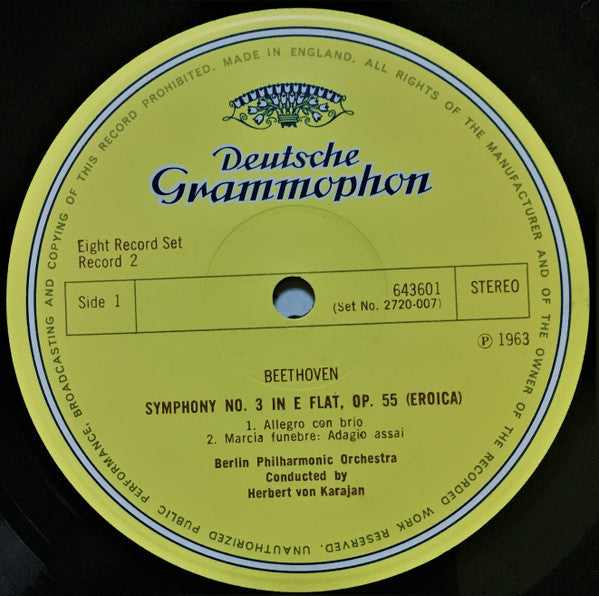 MADE IN ENGLAND. ALL RIGHTS OF THE MANUFACTURER AND OF THE OWNER OF THE RECORDED WORK RESERVED. UNAUTHORIZED PUBLIC PERFORMANCE, BROADCASTING AND COPYING OF THIS RECORD PROHIBITED.
Deutsche
Grammophon
Eight Record Set
Record 2
Side 1
643601
(Set No. 2720-007)
STEREO
Ⓟ 1963
BEETHOVEN
SYMPHONY NO. 3 IN E FLAT, OP. 55 (EROICA)
1. Allegro con brio
2. Marcia funebre: Adagio assai
Berlin Philharmonic Orchestra
Conducted by
Herbert von Karajan